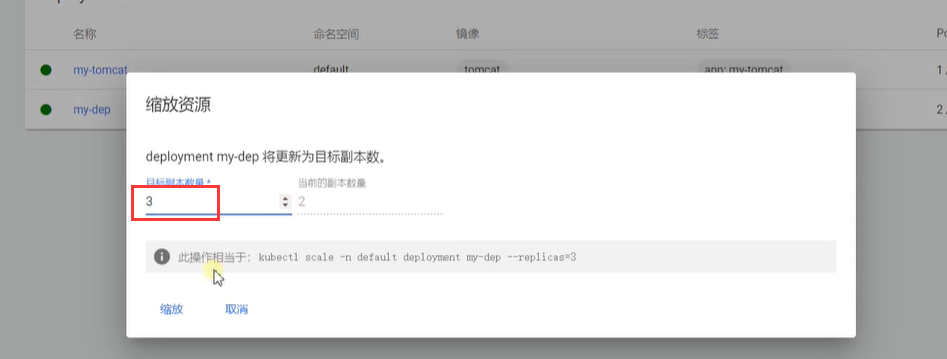 名称 命名空间 镜像 标签
my-tomcat default tomcat app: my-tomcat 1
my-dep 2
缩放资源
deployment my-dep 将更新为目标副本数。
目标副本数量 * 当前的副本数量
3 2
此操作相当于: kubectl scale -n default deployment my-dep --replicas=3
缩放 取消